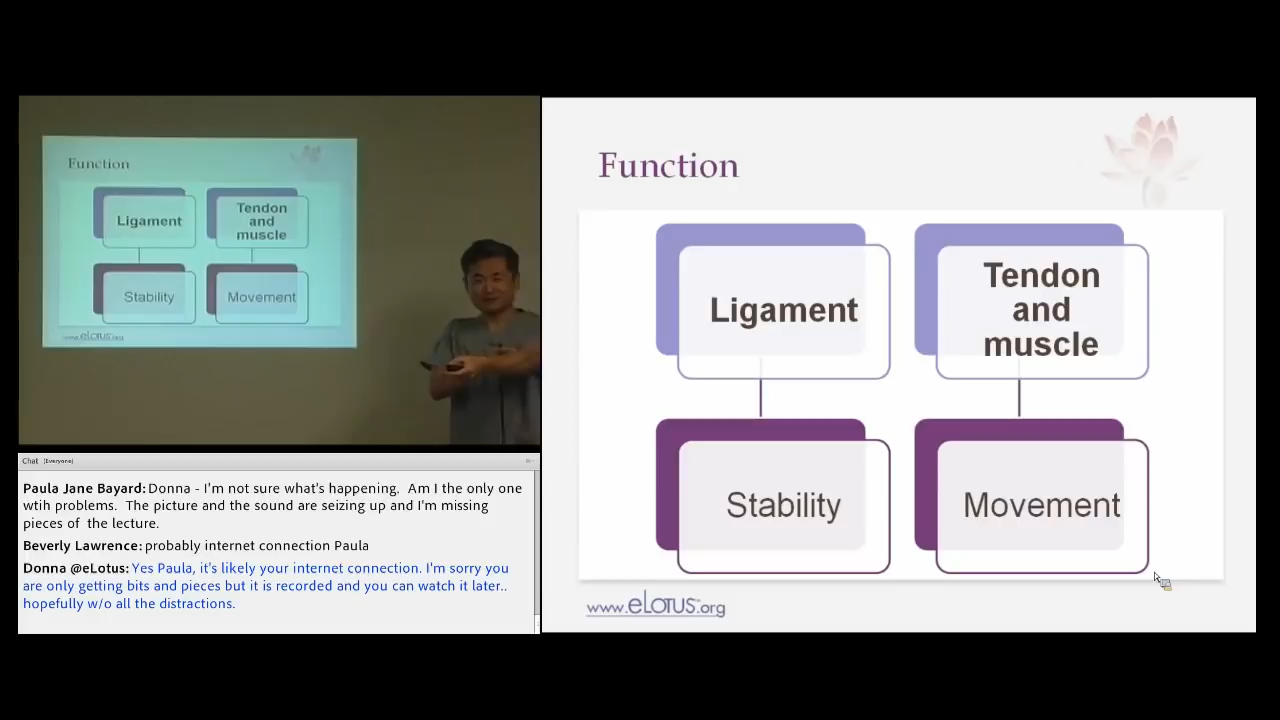 Function
Ligament
Tendon
and
muscle
Stability
Movement
www.eLOTUS.org
Chat (Everyone)
Paula Jane Bayard: Donna - I'm not sure what's happening. Am I the only one
wtih problems. The picture and the sound are seizing up and I'm missing
pieces of the lecture.
Beverly Lawrence: probably internet connection Paula
Donna @eLotus: Yes Paula, it's likely your internet connection. I'm sorry you
are only getting bits and pieces but it is recorded and you can watch it later..
hopefully w/o all the distractions.
Function
Ligament
Tendon
and
muscle
Stability
Movement
www.eLOTUS.org